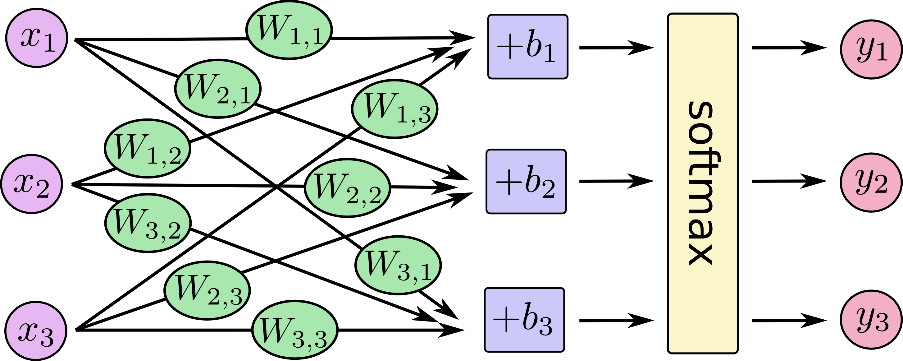 x₁
W₁,₁
+b₁
y₁
W₂,₁
W₁,₃
W₁,₂
softmax
x₂
W₂,₂
+b₂
y₂
W₃,₂
W₃,₁
W₂,₃
x₃
W₃,₃
+b₃
y₃